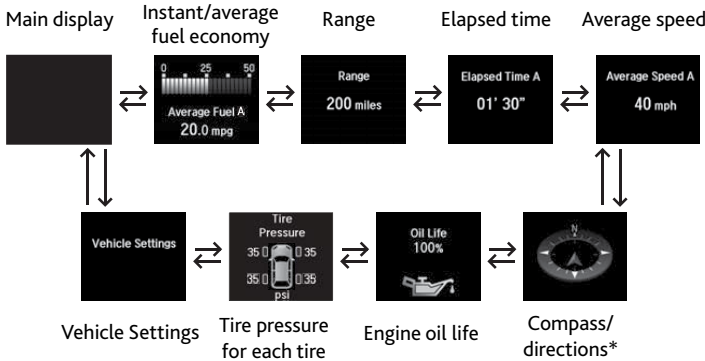 Main display
Instant/average
fuel economy
Range
Elapsed time
Average speed
0 25 50
Average Fuel A
20.0 mpg
Range
200 miles
Elapsed Time A
01' 30"
Average Speed A
40 mph
Vehicle Settings
Tire
Pressure
35 35
35 35
psi
Oil Life
100%
N
Vehicle Settings
Tire pressure
for each tire
Engine oil life
Compass/
directions*